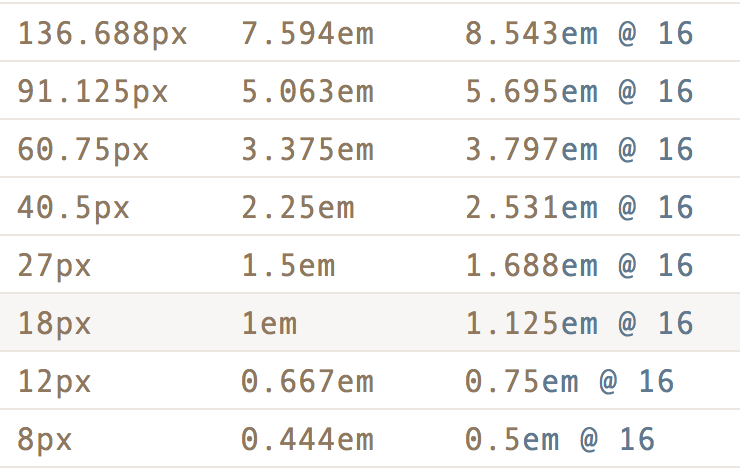 136.688px 7.594em 8.543em @ 16
91.125px 5.063em 5.695em @ 16
60.75px 3.375em 3.797em @ 16
40.5px 2.25em 2.531em @ 16
27px 1.5em 1.688em @ 16
18px 1em 1.125em @ 16
12px 0.667em 0.75em @ 16
8px 0.444em 0.5em @ 16